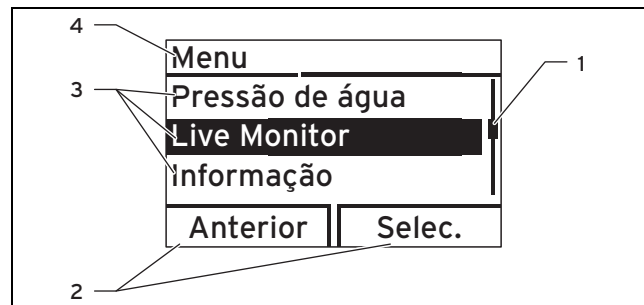 4
Menu
1
3
Pressão de água
Live Monitor
Informação
Anterior Selec.
2